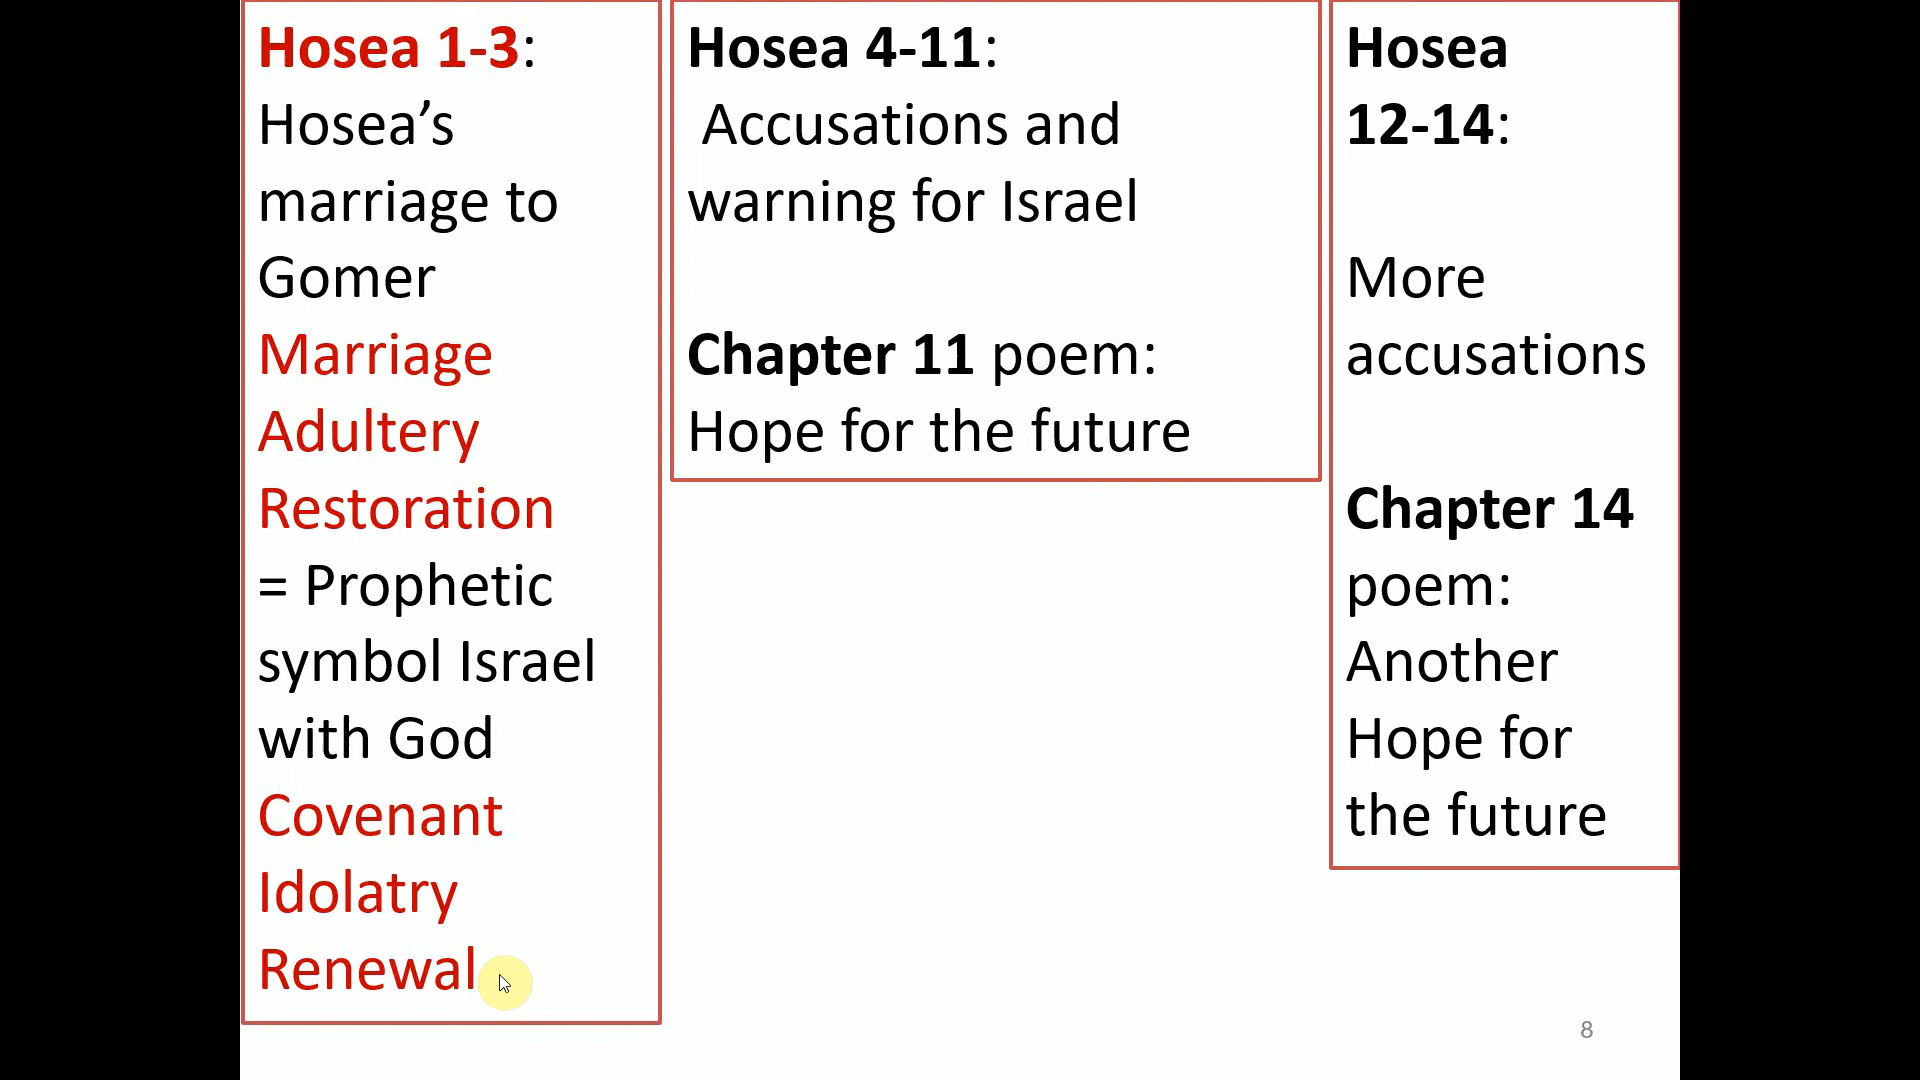 Hosea 1-3:
Hosea’s
marriage to
Gomer
Marriage
Adultery
Restoration
= Prophetic
symbol Israel
with God
Covenant
Idolatry
Renewal
Hosea 4-11:
Accusations and
warning for Israel
Chapter 11 poem:
Hope for the future
Hosea
12-14:
More
accusations
Chapter 14
poem:
Another
Hope for
the future
8